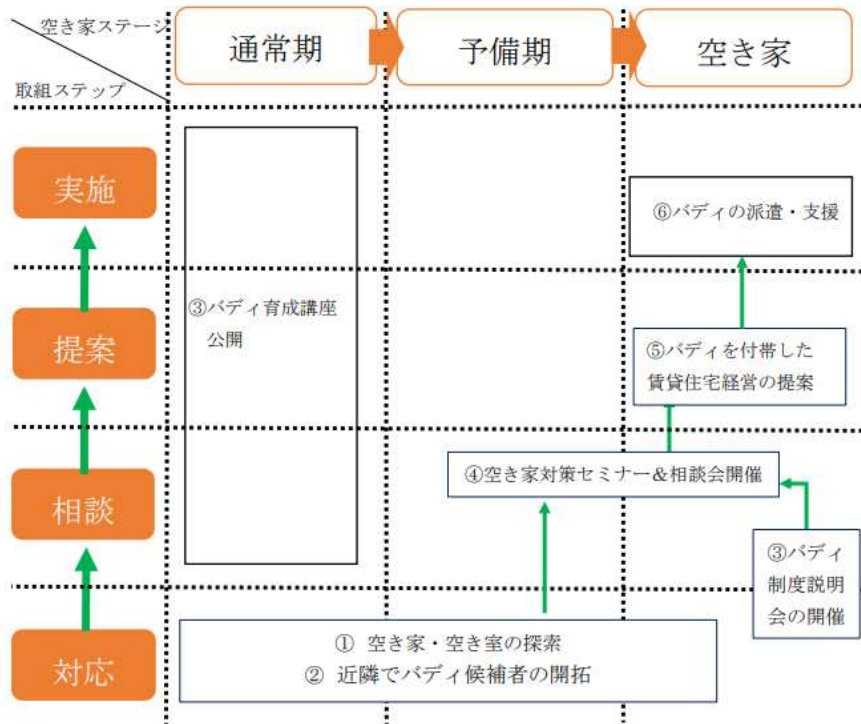 空き家ステージ
取組ステップ
通常期
予備期
空き家
実施
⑥バディの派遣・支援
③バディ育成講座
公開
提案
⑤バディを付帯した
賃貸住宅経営の提案
④空き家対策セミナー&相談会開催
相談
③バディ
制度説明
会の開催
対応
① 空き家・空き室の探索
② 近隣でバディ候補者の開拓